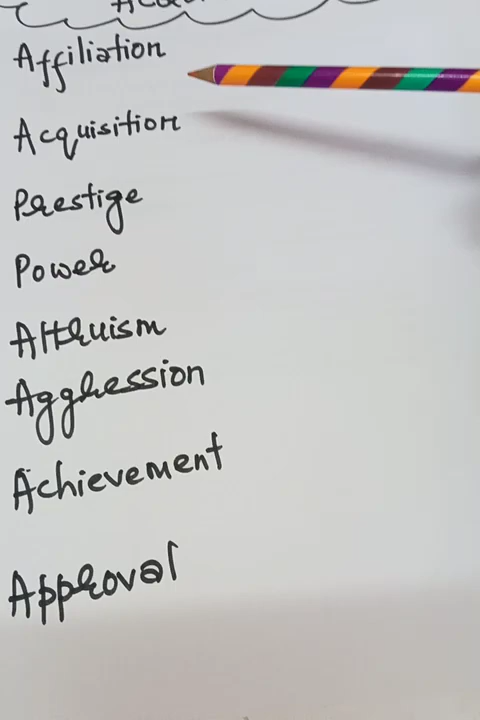 Affiliation
Acquisition
Prestige
Power
Altruism
Aggression
Achievement
Approval